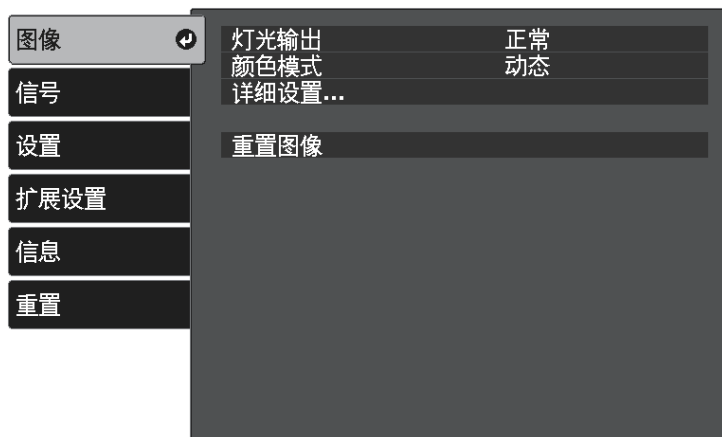 图像
信号
设置
扩展设置
信息
重置
灯光输出 正常
颜色模式 动态
详细设置...
重置图像